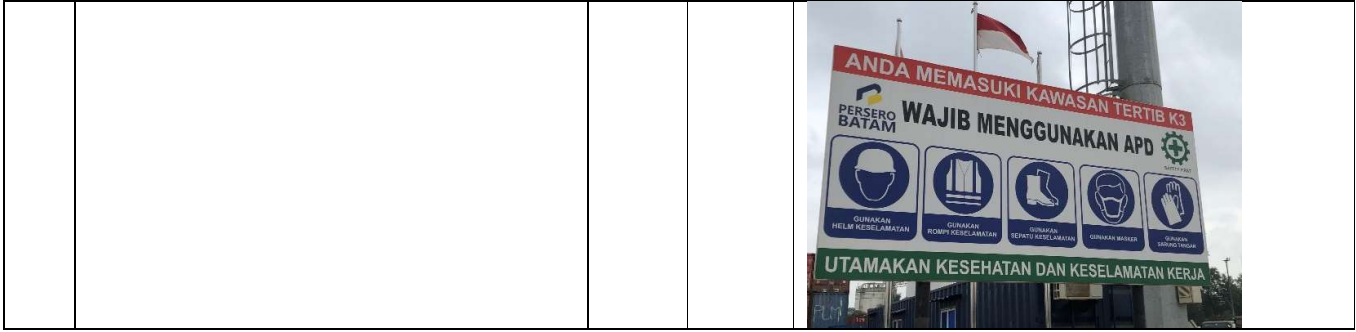 ANDA MEMASUKI KAWASAN TERTIB K3
PERSERO
BATAM
WAJIB MENGGUNAKAN APD
GUNAKAN
HELM KESELAMATAN
GUNAKAN
ROMPI KESELAMATAN
GUNAKAN
SEPATU KESELAMATAN
GUNAKAN MASKER
GUNAKAN
SARUNG TANGAN
UTAMAKAN KESEHATAN DAN KESELAMATAN KERJA